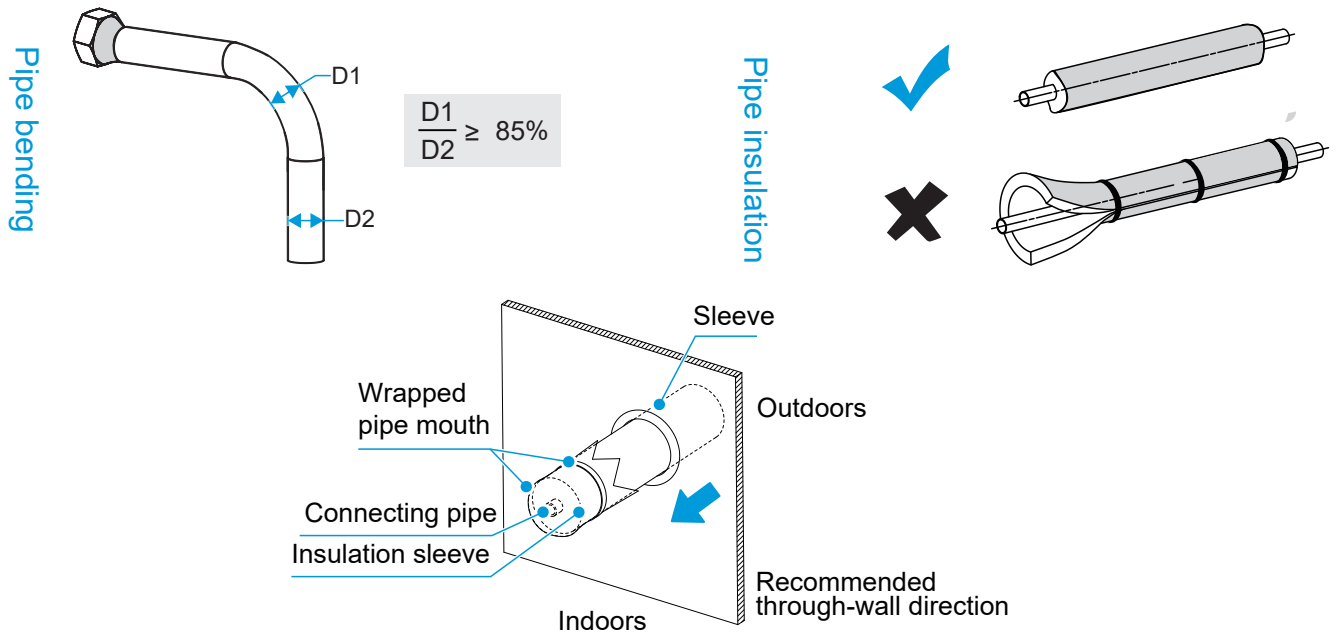 Pipe bending
D1
D2
D1
D2
≥ 85%
Pipe insulation
Sleeve
Wrapped
pipe mouth
Outdoors
Connecting pipe
Insulation sleeve
Recommended
through-wall direction
Indoors